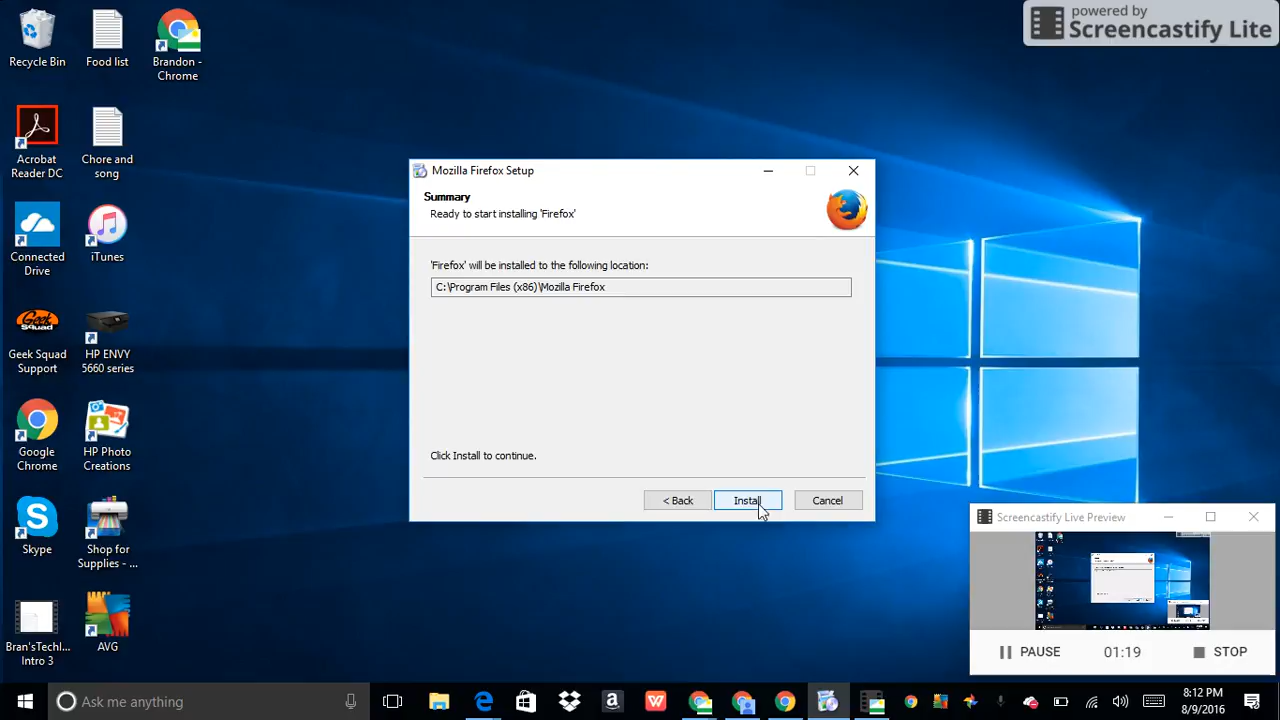 powered by
Screencastify Lite
Recycle Bin
Food list
Brandon -
Chrome
Acrobat
Reader DC
Chore and
song
Connected
Drive
iTunes
Geek Squad
Geek Squad
Support
HP ENVY
5660 series
Google
Chrome
HP Photo
Creations
Skype
Shop for
Supplies - ...
Bran'sTechI...
Intro 3
AVG
Mozilla Firefox Setup
Summary
Ready to start installing 'Firefox'
'Firefox' will be installed to the following location:
C:\Program Files (x86)\Mozilla Firefox
Click Install to continue.
< Back
Install
Cancel
Screencastify Live Preview
PAUSE
01:19
STOP
Ask me anything
8:12 PM
8/9/2016